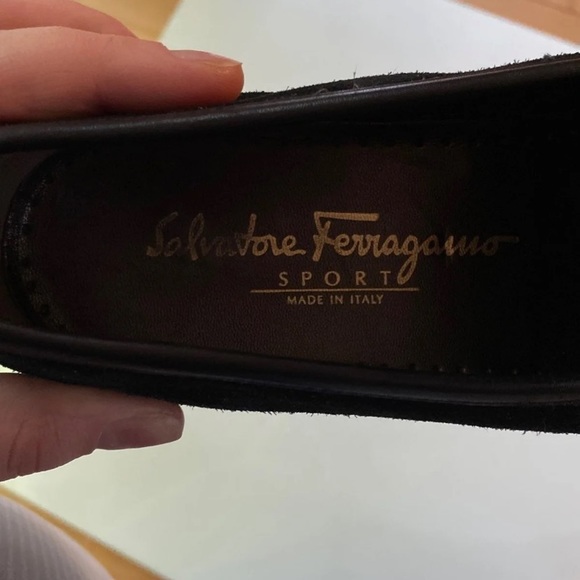 Salvatore Ferragamo
SPORT
MADE IN ITALY